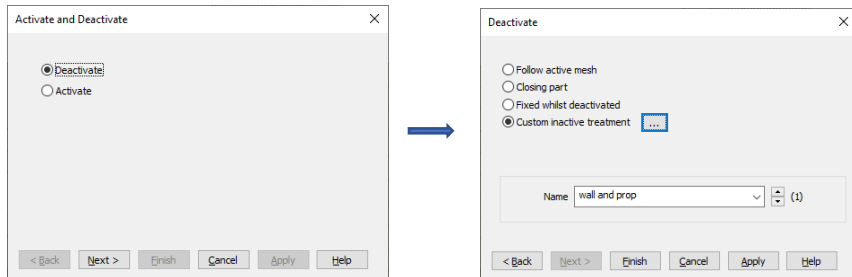 Activate and Deactivate
Deactivate
Activate
< Back Next > Finish Cancel Apply Help
Deactivate
Follow active mesh
Closing part
Fixed whilst deactivated
Custom inactive treatment ...
Name wall and prop (1)
< Back Next > Finish Cancel Apply Help